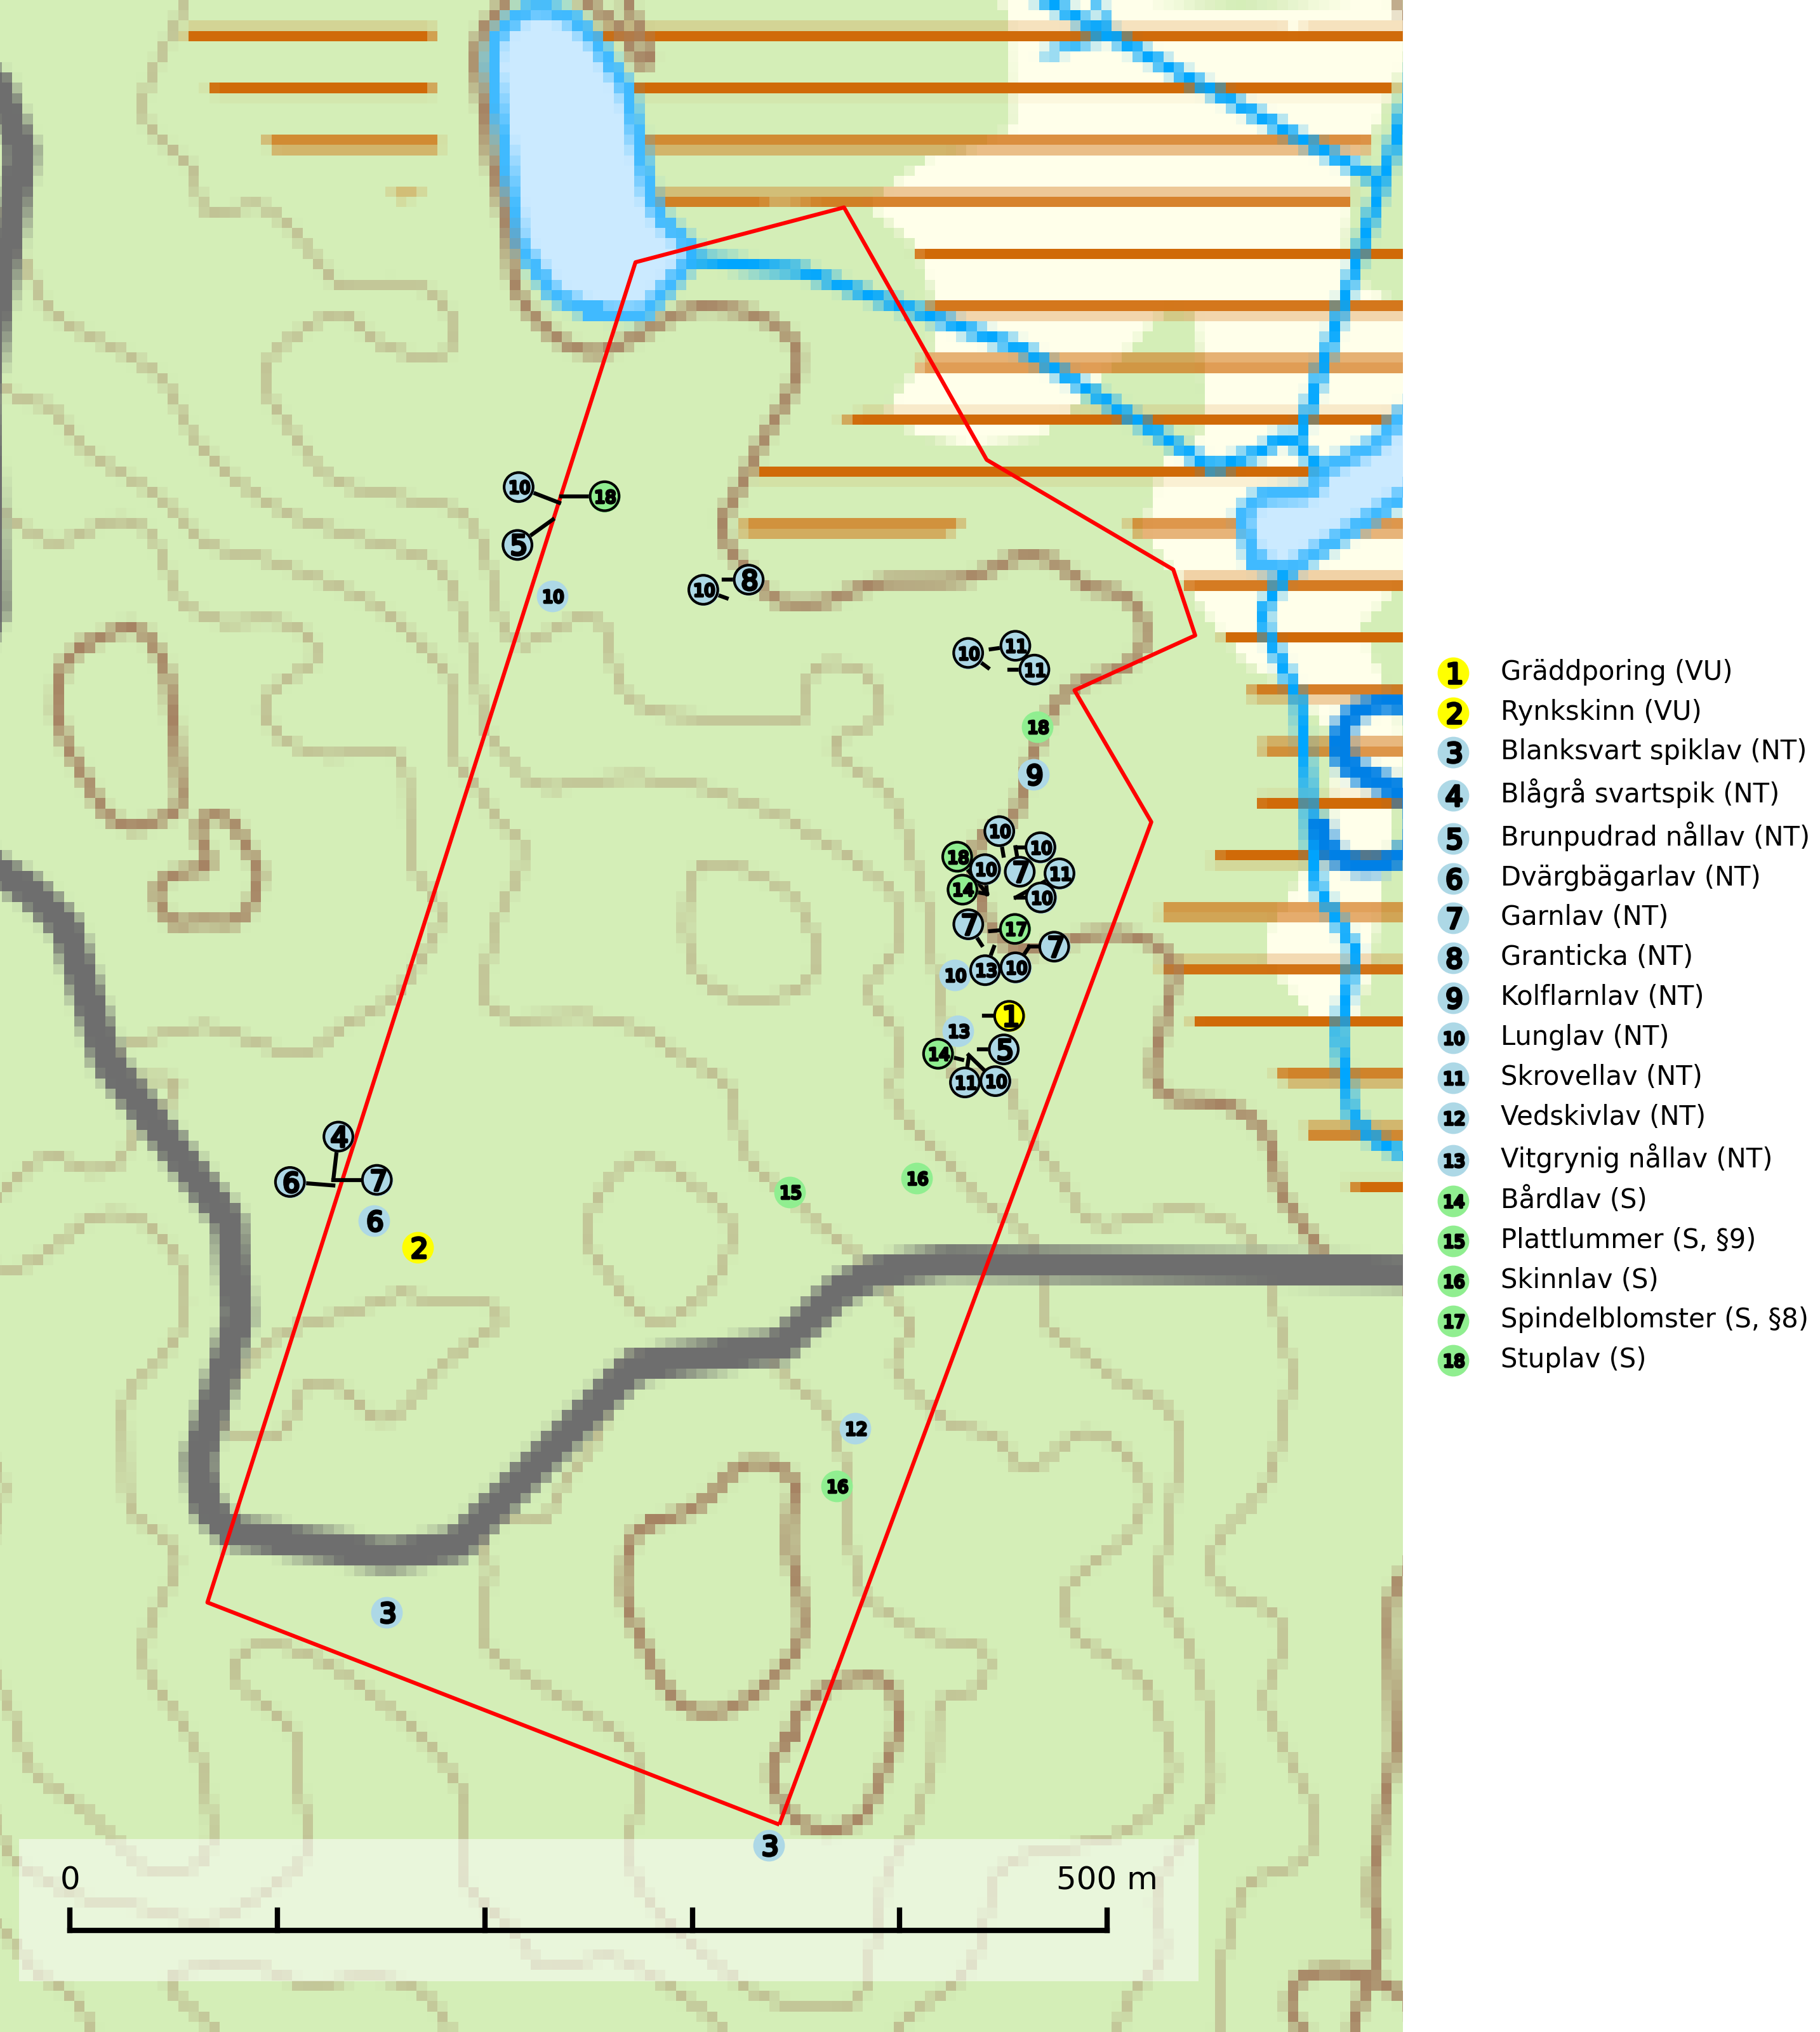 10
18
5
10
10
8
10
11
11
18
9
10
10
18
10
7
11
14
10
7
17
7
10
13
10
1
13
14
5
11
10
4
6
7
6
2
15
16
12
16
3
3
0 500 m
1 Gräddporing (VU)
2 Rynkskinn (VU)
3 Blanksvart spiklav (NT)
4 Blågrå svartspik (NT)
5 Brunpudrad nållav (NT)
6 Dvärgbägarlav (NT)
7 Garnlav (NT)
8 Granticka (NT)
9 Kolflarnlav (NT)
10 Lunglav (NT)
11 Skrovellav (NT)
12 Vedskivlav (NT)
13 Vitgrynig nållav (NT)
14 Bårdlav (S)
15 Plattlummer (S, §9)
16 Skinnlav (S)
17 Spindelblomster (S, §8)
18 Stuplav (S)